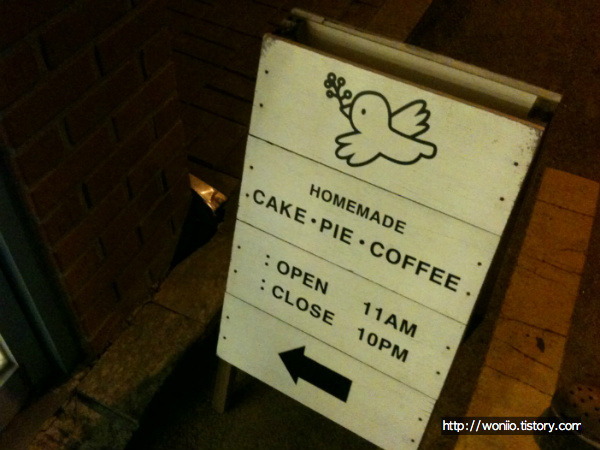 HOMEMADE
CAKE • PIE • COFFEE
: OPEN 11AM
: CLOSE 10PM
http://woniio.tistory.com